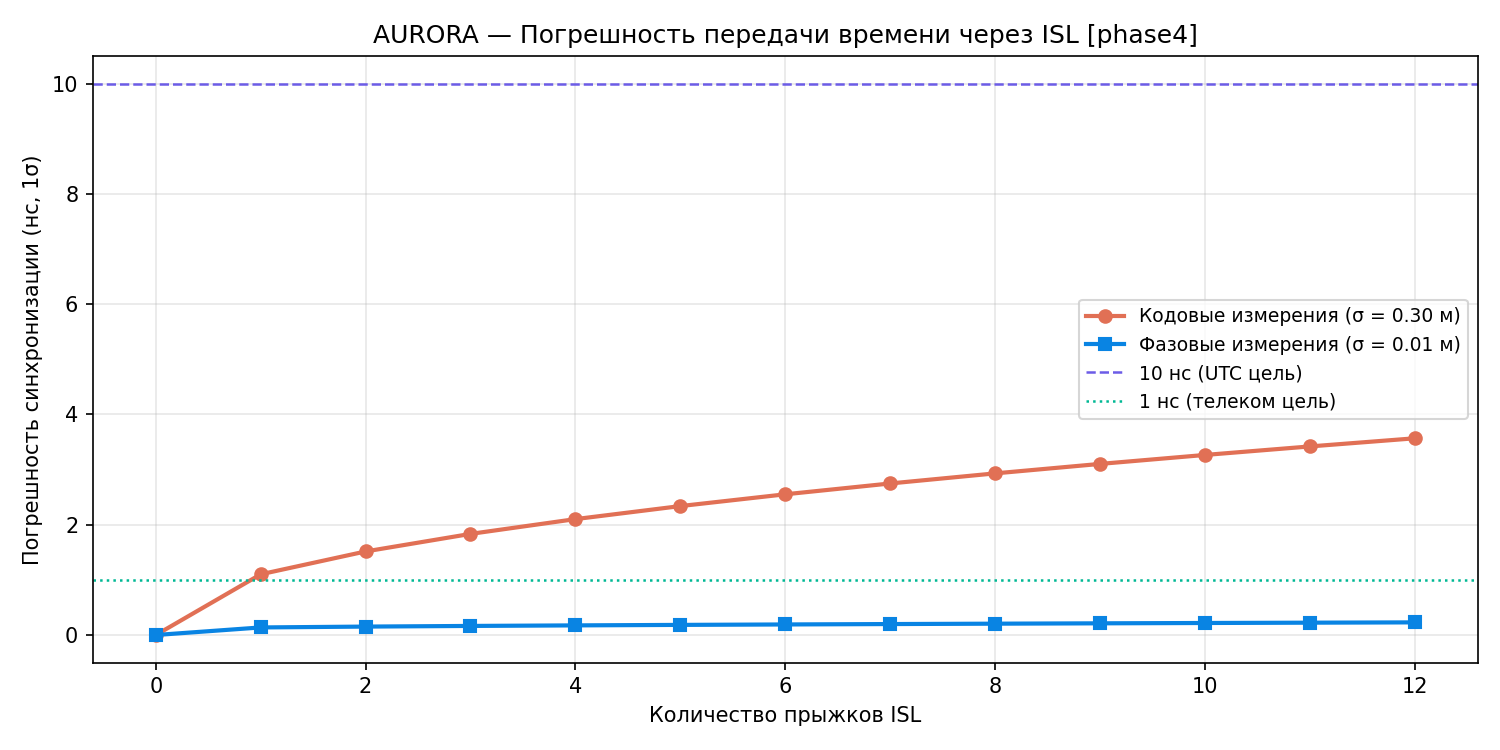 AURORA — Погрешность передачи времени через ISL [phase4]
Погрешность синхронизации (нс, 1σ)
10
8
6
4
2
0
Кодовые измерения (σ = 0.30 м)
Фазовые измерения (σ = 0.01 м)
10 нс (UTC цель)
1 нс (телеком цель)
0 2 4 6 8 10 12
Количество прыжков ISL